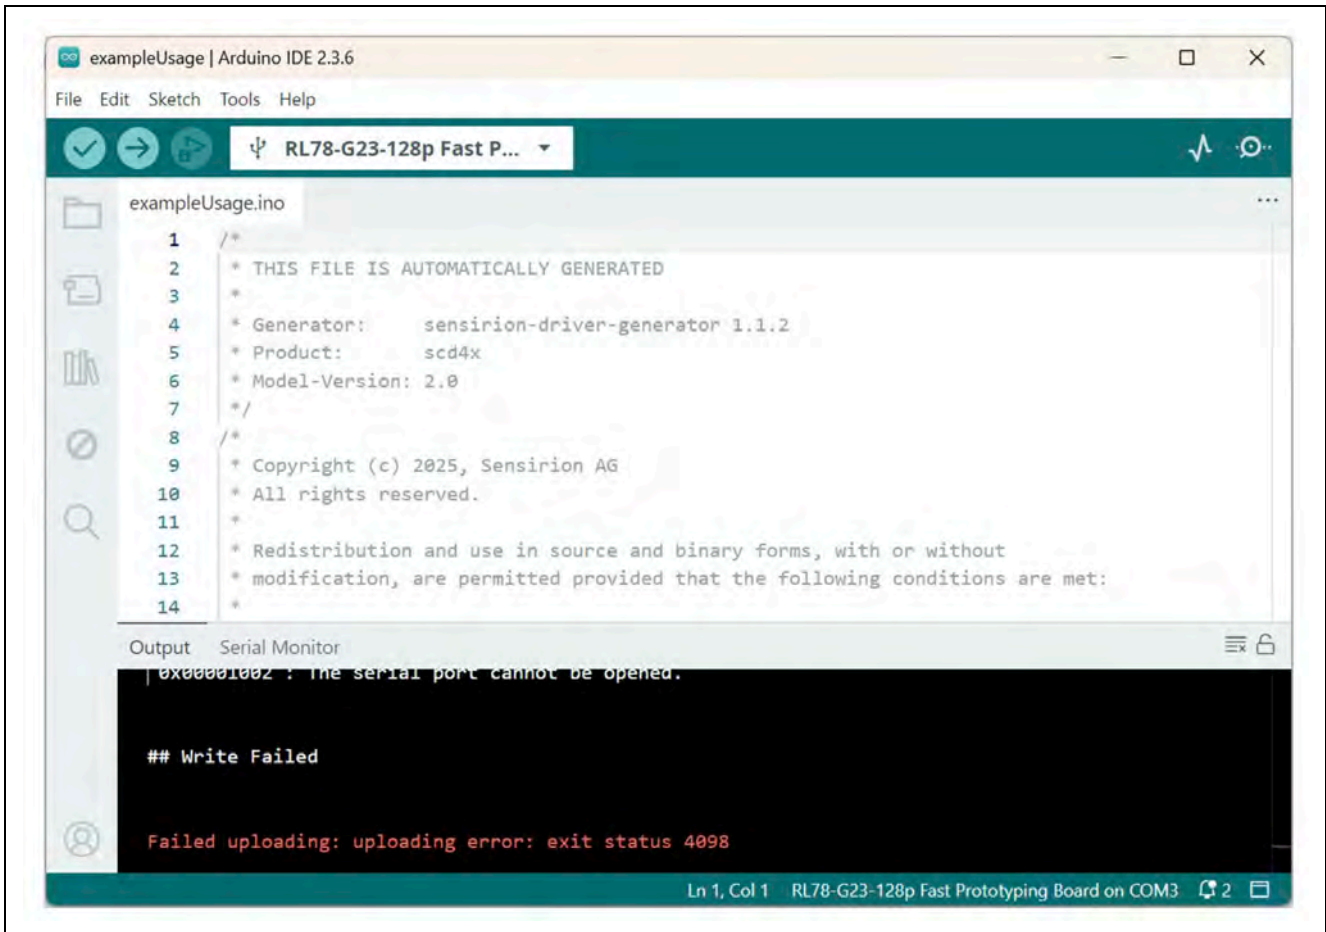 exampleUsage | Arduino IDE 2.3.6
File Edit Sketch Tools Help
RL78-G23-128p Fast P...
exampleUsage.ino
1 /*
2 * THIS FILE IS AUTOMATICALLY GENERATED
3 *
4 * Generator: sensirion-driver-generator 1.1.2
5 * Product: scd4x
6 * Model-Version: 2.0
7 */
8 /*
9 * Copyright (c) 2025, Sensirion AG
10 * All rights reserved.
11 *
12 * Redistribution and use in source and binary forms, with or without
13 * modification, are permitted provided that the following conditions are met:
14 *
Output Serial Monitor
0x00001002 : The serial port cannot be opened.
## Write Failed
Failed uploading: uploading error: exit status 4098
Ln 1, Col 1 RL78-G23-128p Fast Prototyping Board on COM3 2